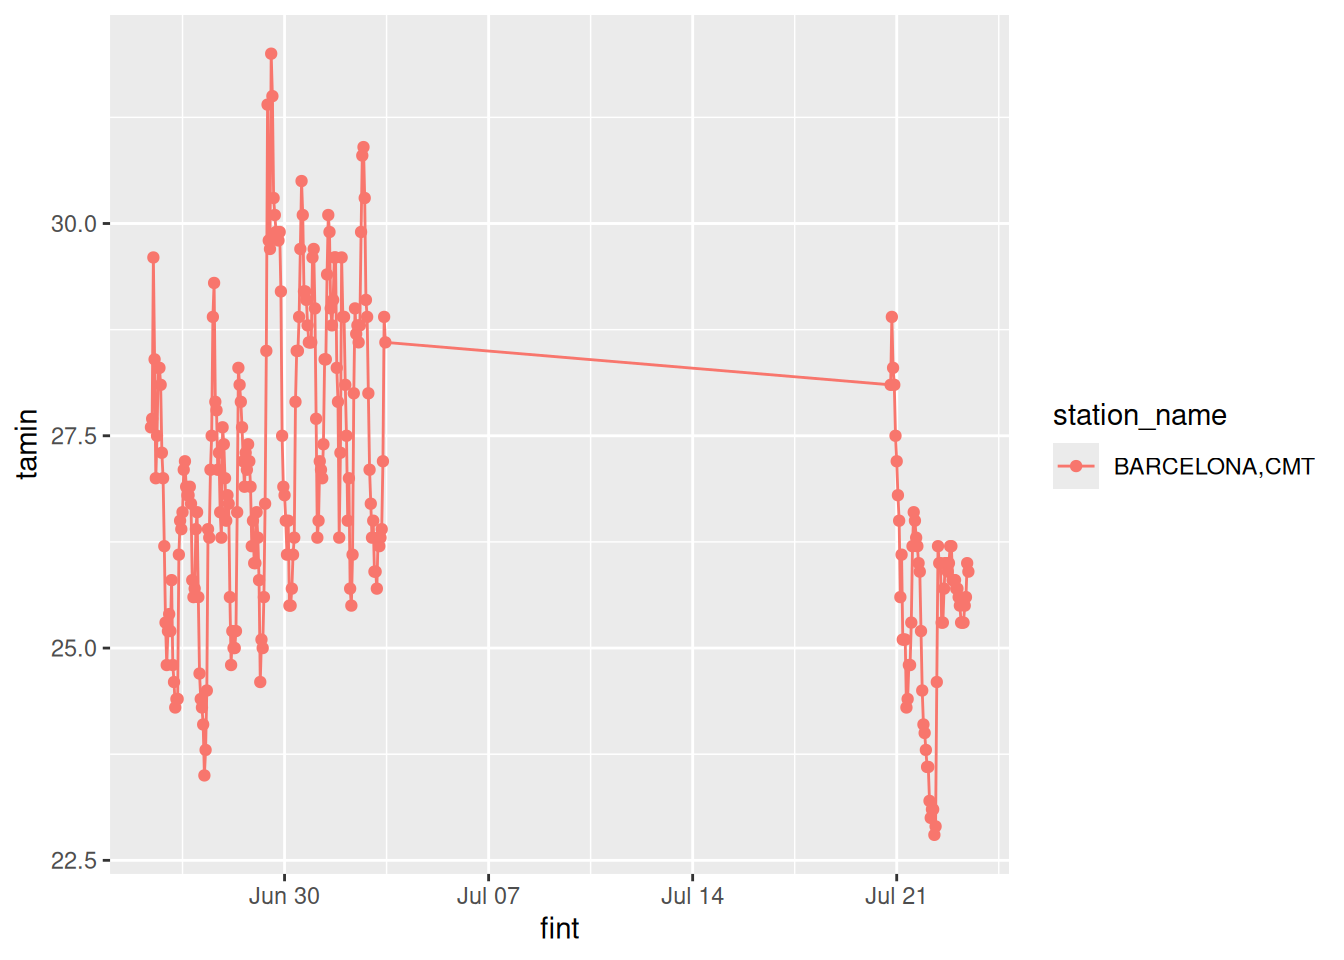 30.0
27.5
25.0
22.5
tamin
Jun 30
Jul 07
Jul 14
Jul 21
fint
station_name
BARCELONA,CMT